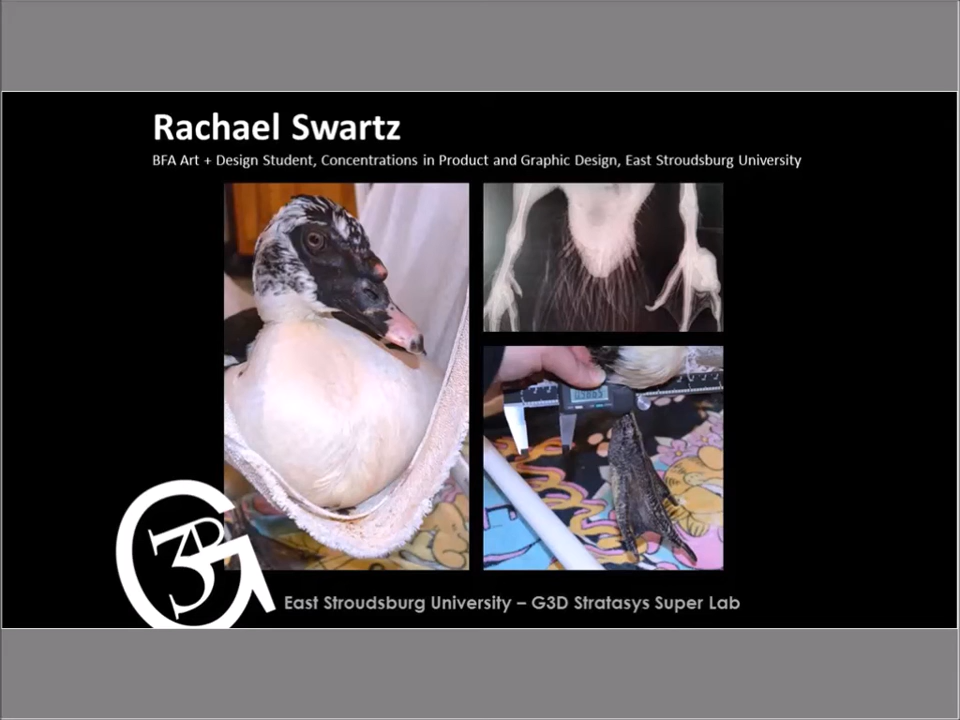 Rachael Swartz
BFA Art + Design Student, Concentrations in Product and Graphic Design, East Stroudsburg University
G3D
East Stroudsburg University – G3D Stratasys Super Lab